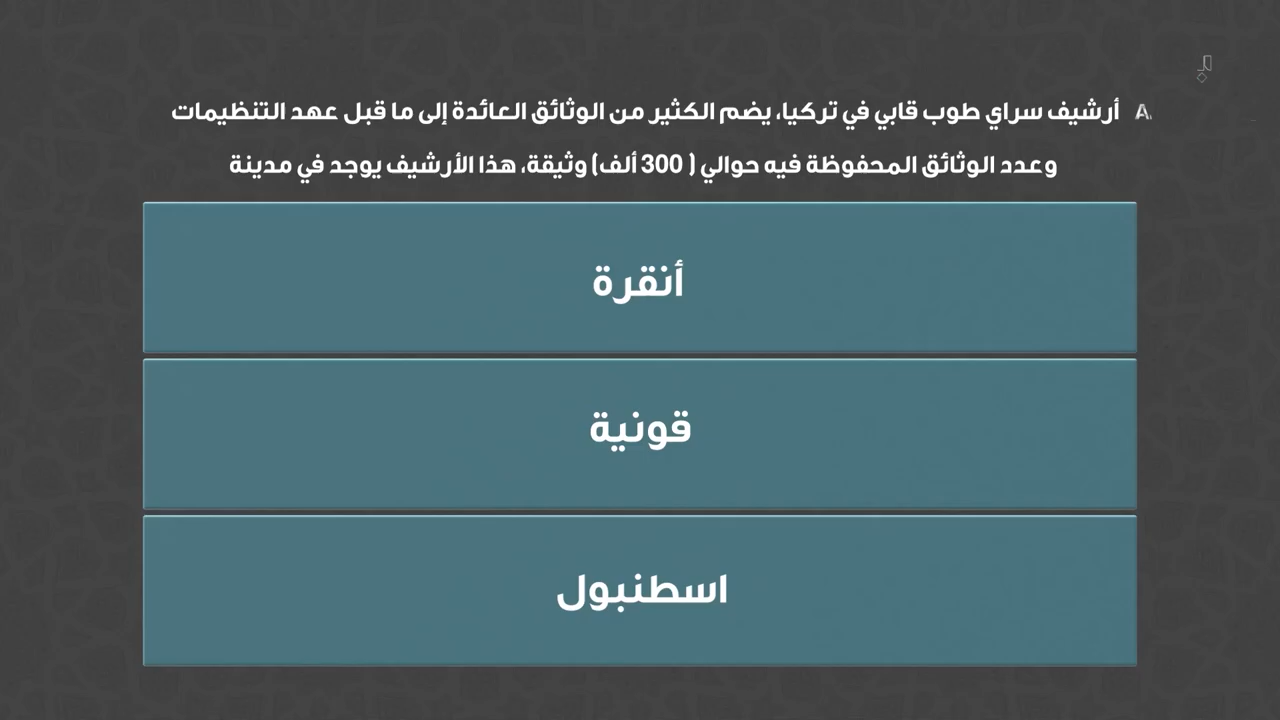 أرشيف سراي طوب قابي في تركيا، يضم الكثير من الوثائق العائدة إلى ما قبل عهد التنظيمات
وعدد الوثائق المحفوظة فيه حوالي ( 300 ألف) وثيقة، هذا الأرشيف يوجد في مدينة
أنقرة
قونية
اسطنبول